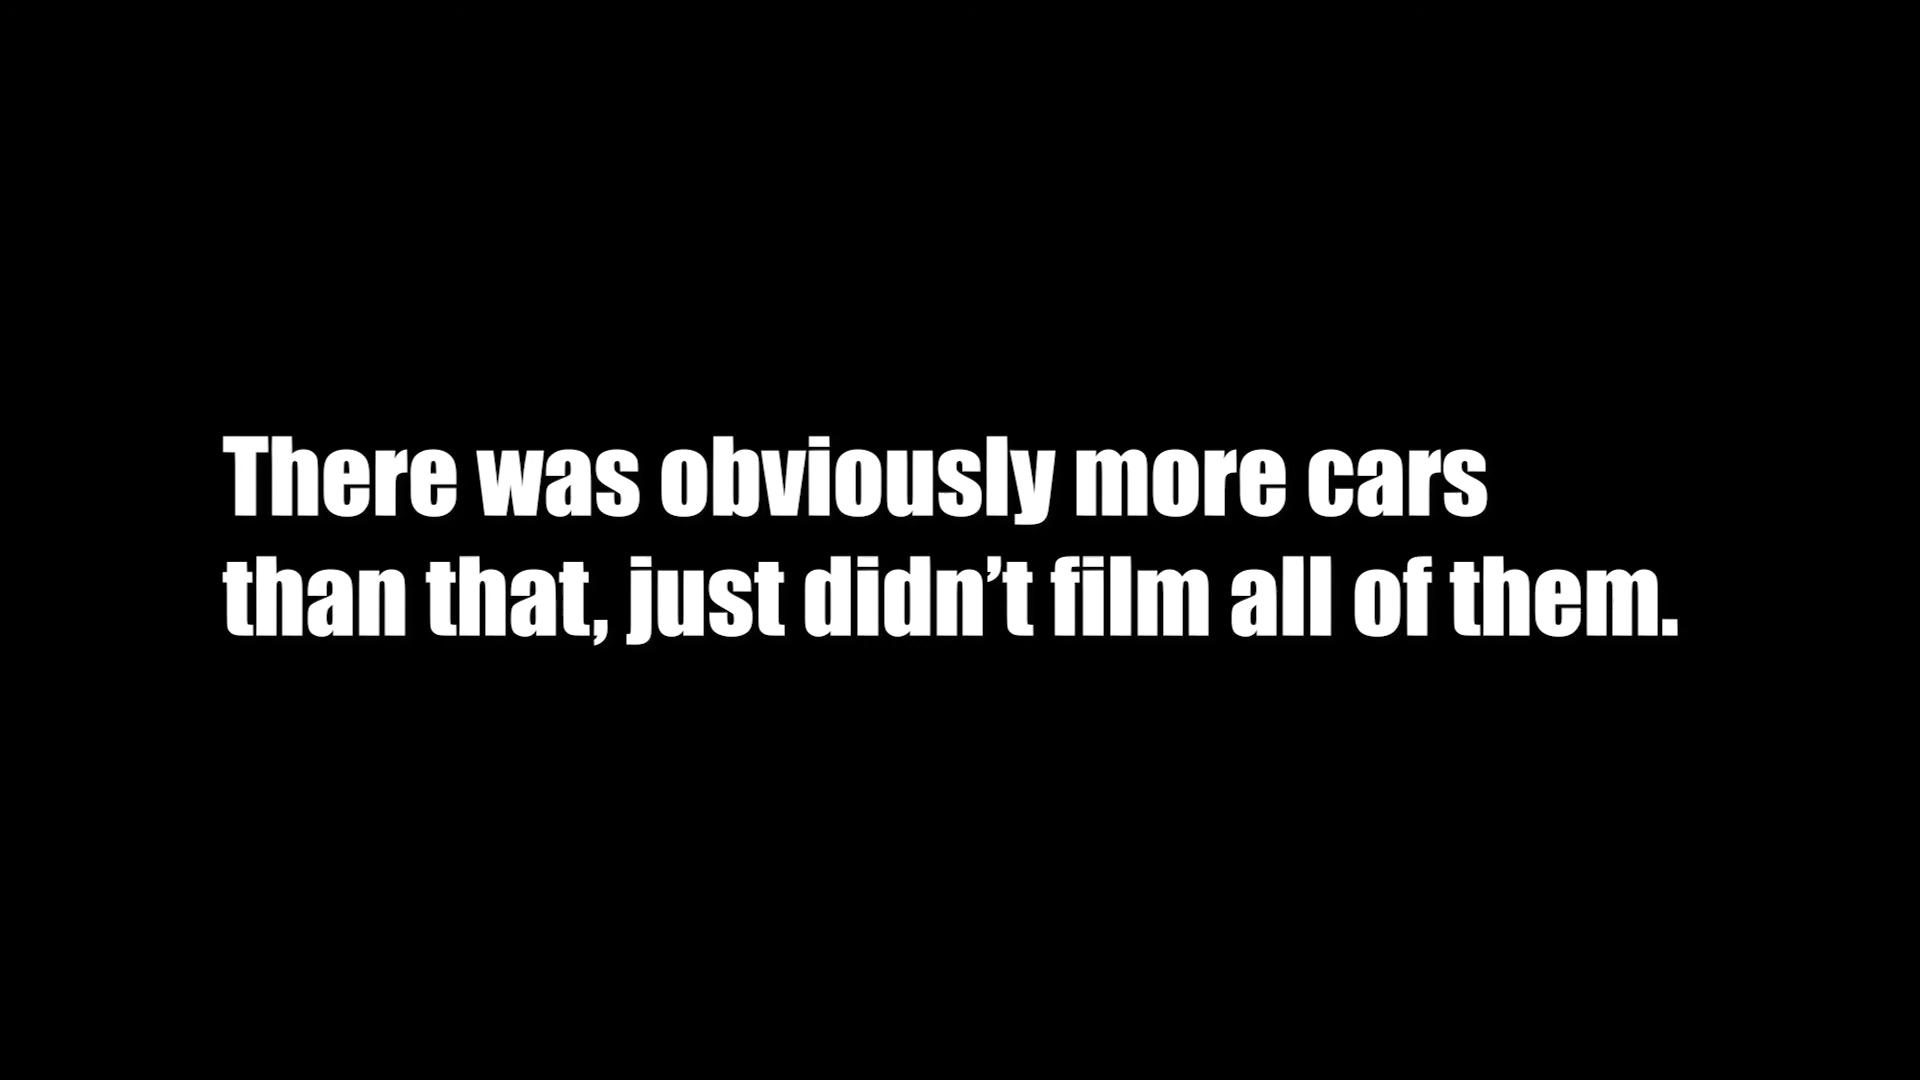 There was obviously more cars
than that, just didn’t film all of them.